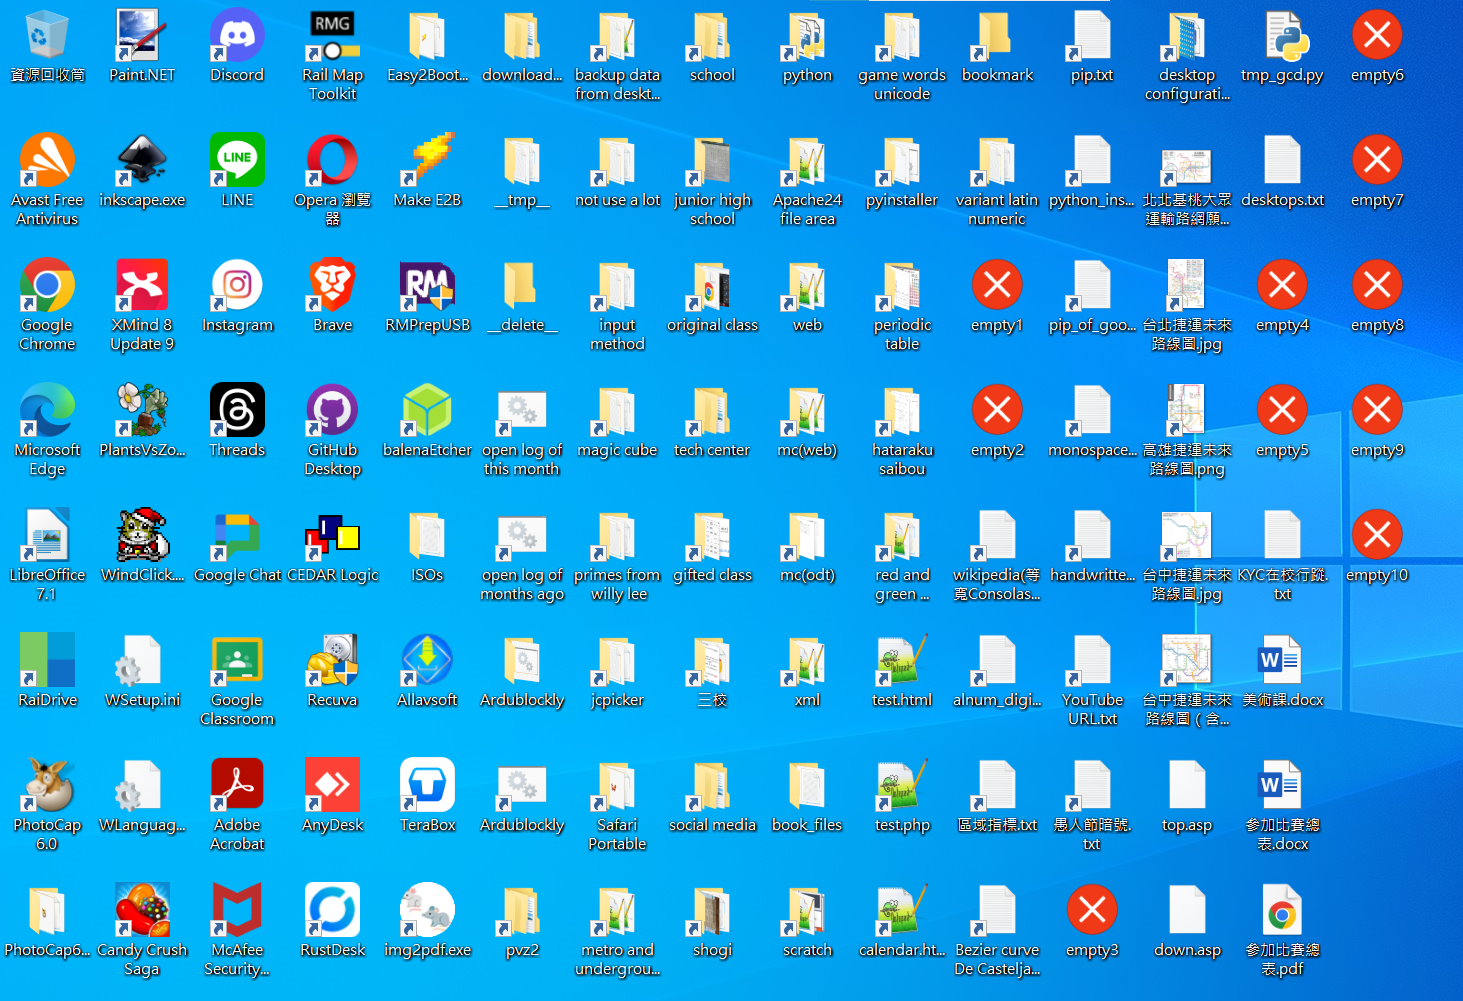 資源回收筒
Paint.NET
Discord
RMG
Rail Map
Toolkit
Easy2Boot...
download...
backup data
from deskt...
school
python
game words
unicode
bookmark
pip.txt
desktop
configurati...
tmp_gcd.py
empty6
Avast Free
Antivirus
inkscape.exe
LINE
LINE
Opera 瀏覽
器
Make E2B
__tmp__
not use a lot
junior high
school
Apache24
file area
pyinstaller
variant latin
numeric
python_ins...
北北基桃大眾
運輸路網願...
desktops.txt
empty7
Google
Chrome
XMind 8
Update 9
Instagram
Brave
RM
RMPrepUSB
__delete__
input
method
original class
web
periodic
table
empty1
pip_of_goo...
台北捷運未來
路線圖.jpg
empty4
empty8
Microsoft
Edge
PlantsVsZo...
Threads
GitHub
Desktop
balenaEtcher
open log of
this month
magic cube
tech center
mc(web)
hataraku
saibou
empty2
monospace...
高雄捷運未來
路線圖.png
empty5
empty9
LibreOffice
7.1
WindClick....
Google Chat
CEDAR Logic
ISOs
open log of
months ago
primes from
willy lee
gifted class
mc(odt)
red and
green ...
wikipedia(等
寬Consolas...
handwritte...
台中捷運未來
路線圖.jpg
KYC在校行蹤.
txt
empty10
RaiDrive
WSetup.ini
Google
Classroom
Recuva
Allavsoft
Ardublockly
jcpicker
三校
xml
test.html
alnum_digi...
YouTube
URL.txt
台中捷運未來
路線圖（含...
W
美術課.docx
PhotoCap
6.0
WLanguag...
Adobe
Acrobat
AnyDesk
TeraBox
Ardublockly
Safari
Portable
social media
book_files
test.php
區域指標.txt
愚人節暗號.
txt
top.asp
W
參加比賽總
表.docx
PhotoCap6...
Candy Crush
Saga
McAfee
Security...
RustDesk
img2pdf.exe
pvz2
metro and
undergrou...
shogi
scratch
calendar.ht...
Bezier curve
De Castelja...
empty3
down.asp
參加比賽總
表.pdf